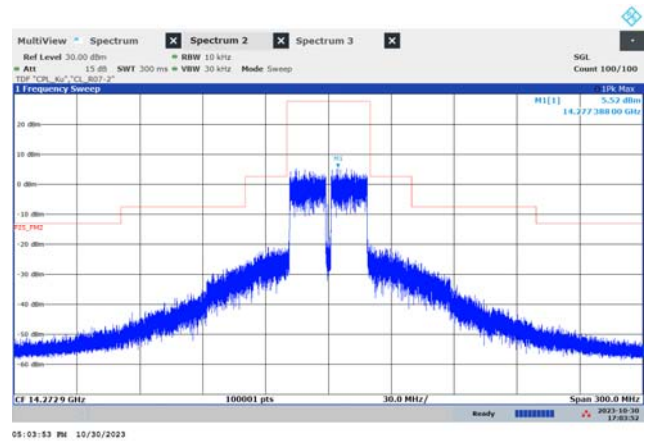 MultiView Spectrum Spectrum 2 Spectrum 3
Ref Level 30.00 dBm RBW 10 kHz SGL
Att 15 dB SWT 300 ms VBW 30 kHz Mode Sweep Count 100/100
TDF "CPL_Ku","CL_R07-2"
1 Frequency Sweep 1Pk Max
M1[1] 5.52 dBm
14.27738800 GHz
20 dBm
10 dBm
M1
0 dBm
-10 dBm
-20 dBm
-30 dBm
-40 dBm
-50 dBm
-60 dBm
CF 14.2729 GHz 100001 pts 30.0 MHz/ Span 300.0 MHz
Ready 2023-10-30
17:03:52
05:03:53 PM 10/30/2023